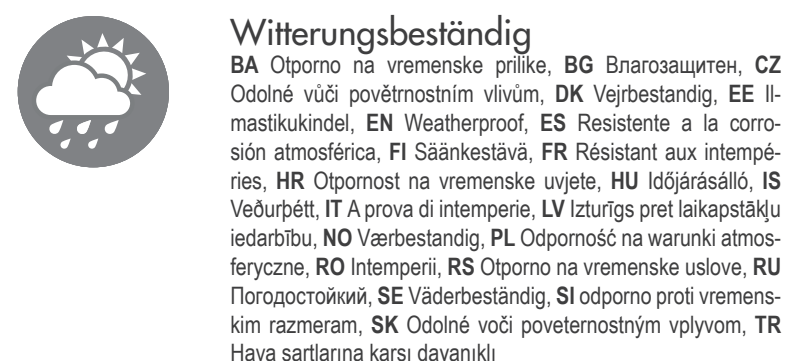 Witterungsbeständig
BA Otporno na vremenske prilike, BG Влагозащитен, CZ
Odolné vůči povětrnostním vlivům, DK Vejrbestandig, EE Il-
mastikukindel, EN Weatherproof, ES Resistente a la corro-
sión atmosférica, FI Säänkestävä, FR Résistant aux intempé-
ries, HR Otpornost na vremenske uvjete, HU Időjárásálló, IS
Veðurþétt, IT A prova di intemperie, LV Izturīgs pret laikapstākļu
iedarbību, NO Værbestandig, PL Odporność na warunki atmos-
feryczne, RO Intemperii, RS Otporno na vremenske uslove, RU
Погодостойкий, SE Väderbeständig, SI odporno proti vremens-
kim razmeram, SK Odolné voči poveternostným vplyvom, TR
Hava şartlarına karşı dayanıklı